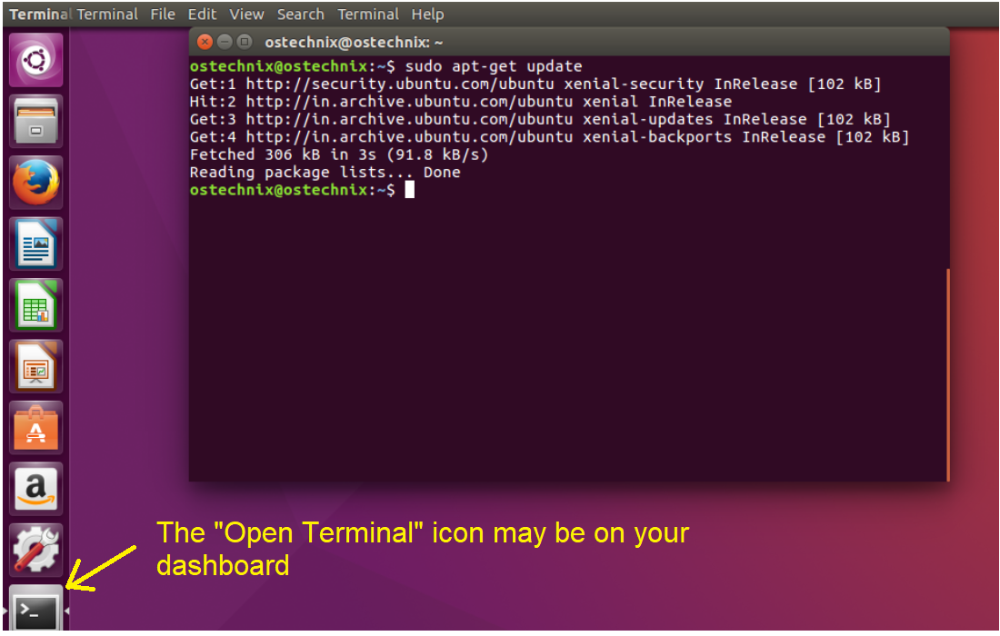 Terminal Terminal File Edit View Search Terminal Help
ostechnix@ostechnix: ~
ostechnix@ostechnix:~$ sudo apt-get update
Get:1 http://security.ubuntu.com/ubuntu xenial-security InRelease [102 kB]
Hit:2 http://in.archive.ubuntu.com/ubuntu xenial InRelease
Get:3 http://in.archive.ubuntu.com/ubuntu xenial-updates InRelease [102 kB]
Get:4 http://in.archive.ubuntu.com/ubuntu xenial-backports InRelease [102 kB]
Fetched 306 kB in 3s (91.8 kB/s)
Reading package lists... Done
ostechnix@ostechnix:~$
A
a
The "Open Terminal" icon may be on your
dashboard
>_